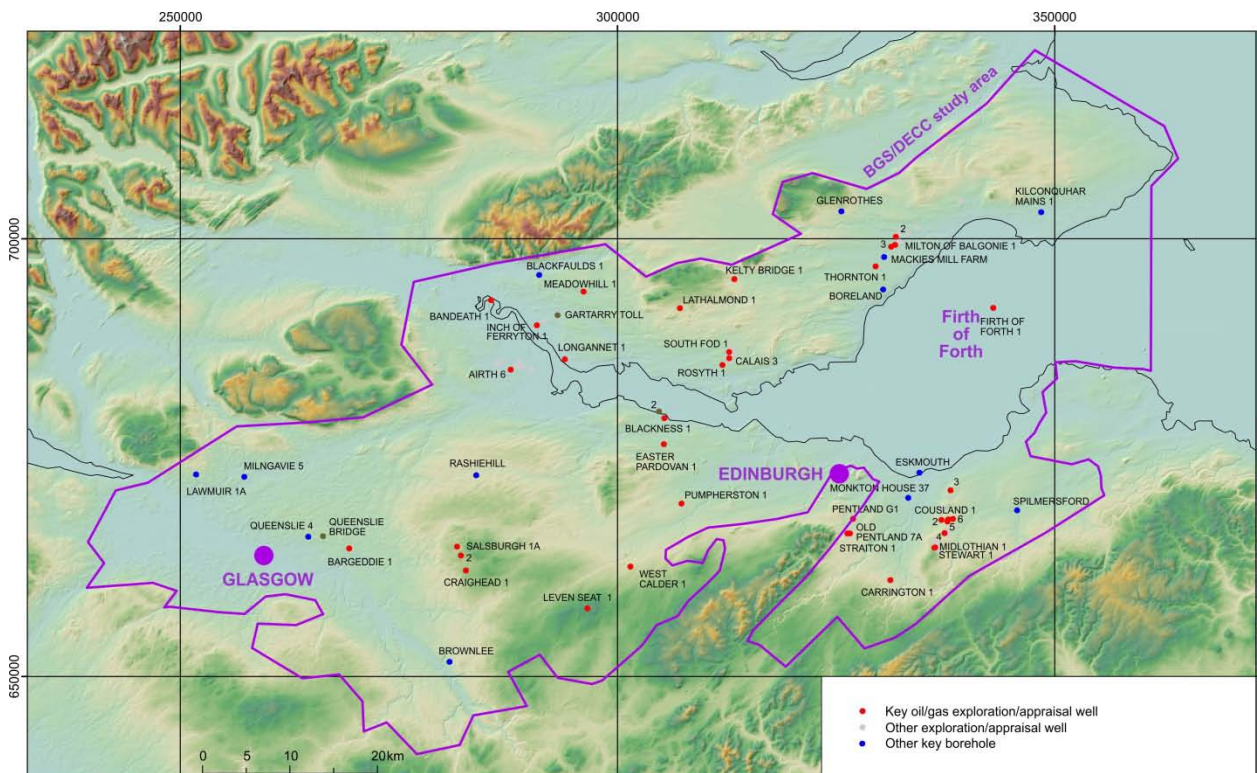 250000
300000
350000
700000
650000
BGS/DECC study area
GLENROTHES
KILCONQUHAR
MAINS 1
2
3
MILTON OF BALGONIE 1
MACKIES MILL FARM
THORNTON 1
BORELAND
KELTY BRIDGE 1
LATHALMOND 1
BLACKFAULDS 1
MEADOWHILL 1
1
BANDEATH 1
GARTARRY TOLL
INCH OF
FERRYTON 1
LONGANNET 1
AIRTH 6
SOUTH FOD 1
CALAIS 3
ROSYTH 1
FIRTH OF
FORTH 1
Firth
of
Forth
2
BLACKNESS 1
EASTER
PARDOVAN 1
PUMPHERSTON 1
EDINBURGH
ESKMOUTH
MONKTON HOUSE 37
3
COUSLAND 1
2
6
5
4
SPILMERSFORD
PENTLAND G1
OLD
PENTLAND 7A
STRAITON 1
MIDLOTHIAN 1
STEWART 1
CARRINGTON 1
RASHIEHILL
MILNGAVIE 5
LAWMUIR 1A
QUEENSLIE 4
QUEENSLIE
BRIDGE
BARGEDDIE 1
GLASGOW
SALSBURGH 1A
2
CRAIGHEAD 1
WEST
CALDER 1
LEVEN SEAT 1
BROWNLEE
0 5 10 20km
Key oil/gas exploration/appraisal well
Other exploration/appraisal well
Other key borehole